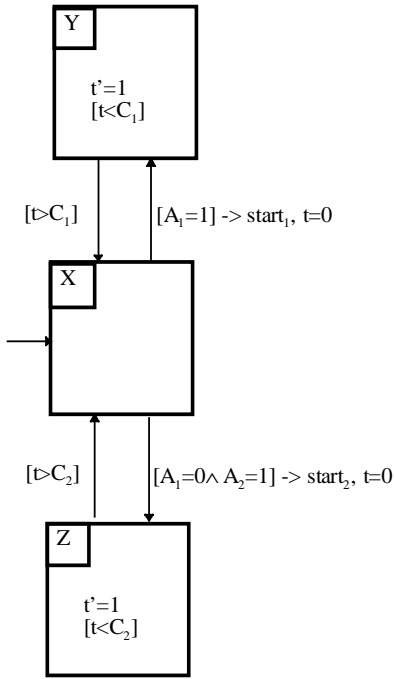 Y
t’=1
[t<C₁]
[t>C₁]
[A₁=1] -> start₁, t=0
X
[t>C₂]
[A₁=0∧ A₂=1] -> start₂, t=0
Z
t’=1
[t<C₂]